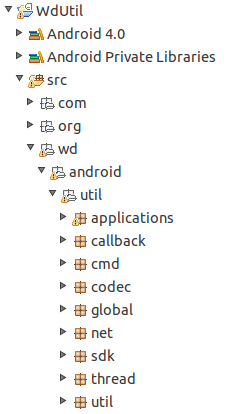 WdUtil
Android 4.0
Android Private Libraries
src
com
org
wd
android
util
applications
callback
cmd
codec
global
net
sdk
thread
util